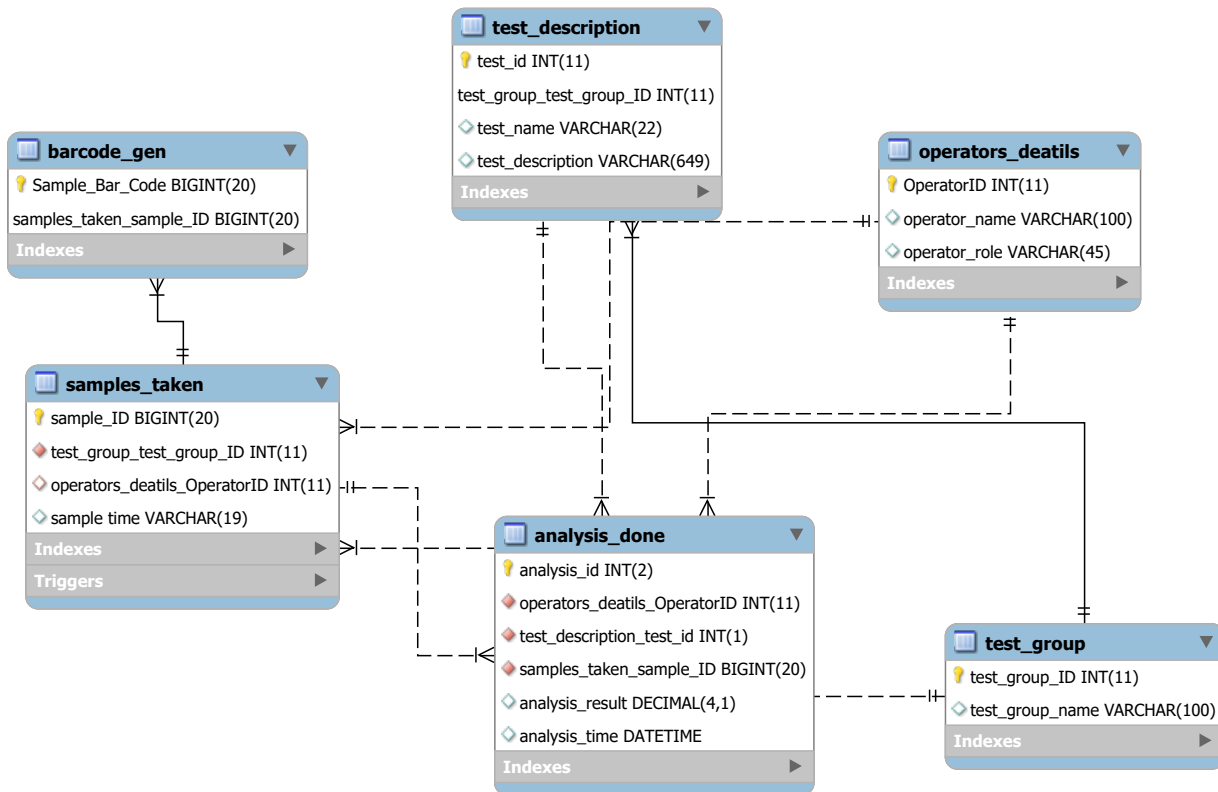 test_description
test_id INT(11)
test_group_test_group_ID INT(11)
test_name VARCHAR(22)
test_description VARCHAR(649)
Indexes
barcode_gen
Sample_Bar_Code BIGINT(20)
samples_taken_sample_ID BIGINT(20)
Indexes
operators_deatils
OperatorID INT(11)
operator_name VARCHAR(100)
operator_role VARCHAR(45)
Indexes
samples_taken
sample_ID BIGINT(20)
test_group_test_group_ID INT(11)
operators_deatils_OperatorID INT(11)
sample time VARCHAR(19)
Indexes
Triggers
analysis_done
analysis_id INT(2)
operators_deatils_OperatorID INT(11)
test_description_test_id INT(1)
samples_taken_sample_ID BIGINT(20)
analysis_result DECIMAL(4,1)
analysis_time DATETIME
Indexes
test_group
test_group_ID INT(11)
test_group_name VARCHAR(100)
Indexes